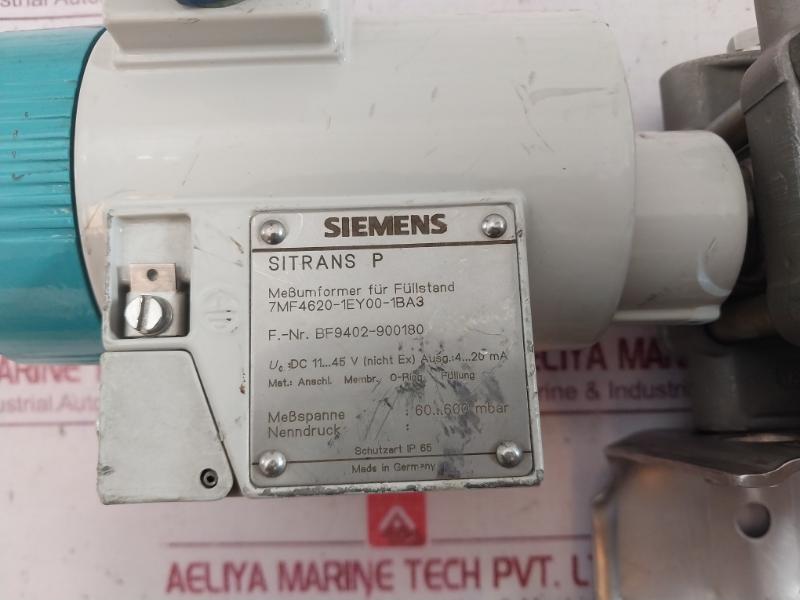 SIEMENS
SITRANS P
Meßumformer für Füllstand
7MF4620-1EY00-1BA3
F.-Nr. BF9402-900180
U꜀ :DC 11...45 V (nicht Ex) Ausg.:4...20 mA
Mat.: Anschl. Membr. O-Ring Füllung
Meßspanne : 60...600 mbar
Nenndruck :
Schutzart IP 65
Made in Germany
AELIYA MARINE TECH PVT.